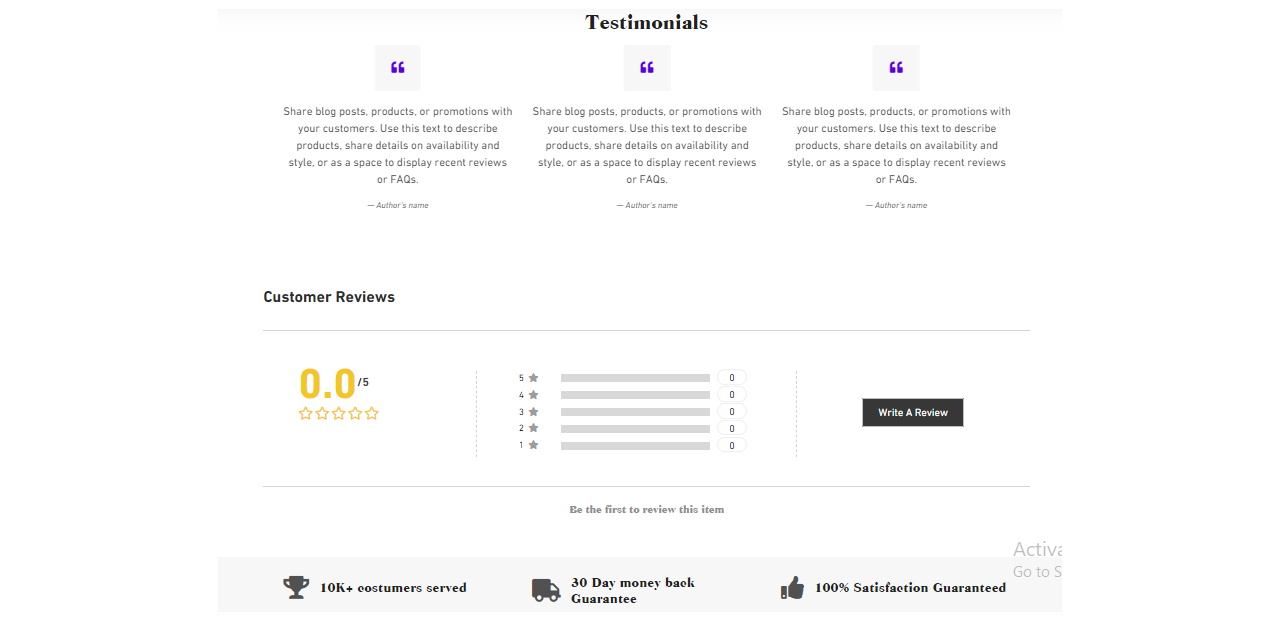 Testimonials
Share blog posts, products, or promotions with
your customers. Use this text to describe
products, share details on availability and
style, or as a space to display recent reviews
or FAQs.
— Author's name
Share blog posts, products, or promotions with
your customers. Use this text to describe
products, share details on availability and
style, or as a space to display recent reviews
or FAQs.
— Author's name
Share blog posts, products, or promotions with
your customers. Use this text to describe
products, share details on availability and
style, or as a space to display recent reviews
or FAQs.
— Author's name
Customer Reviews
0.0/5
5 0
4 0
3 0
2 0
1 0
Write A Review
Be the first to review this item
10K+ costumers served
30 Day money back
Guarantee
100% Satisfaction Guaranteed
Activa
Go to S